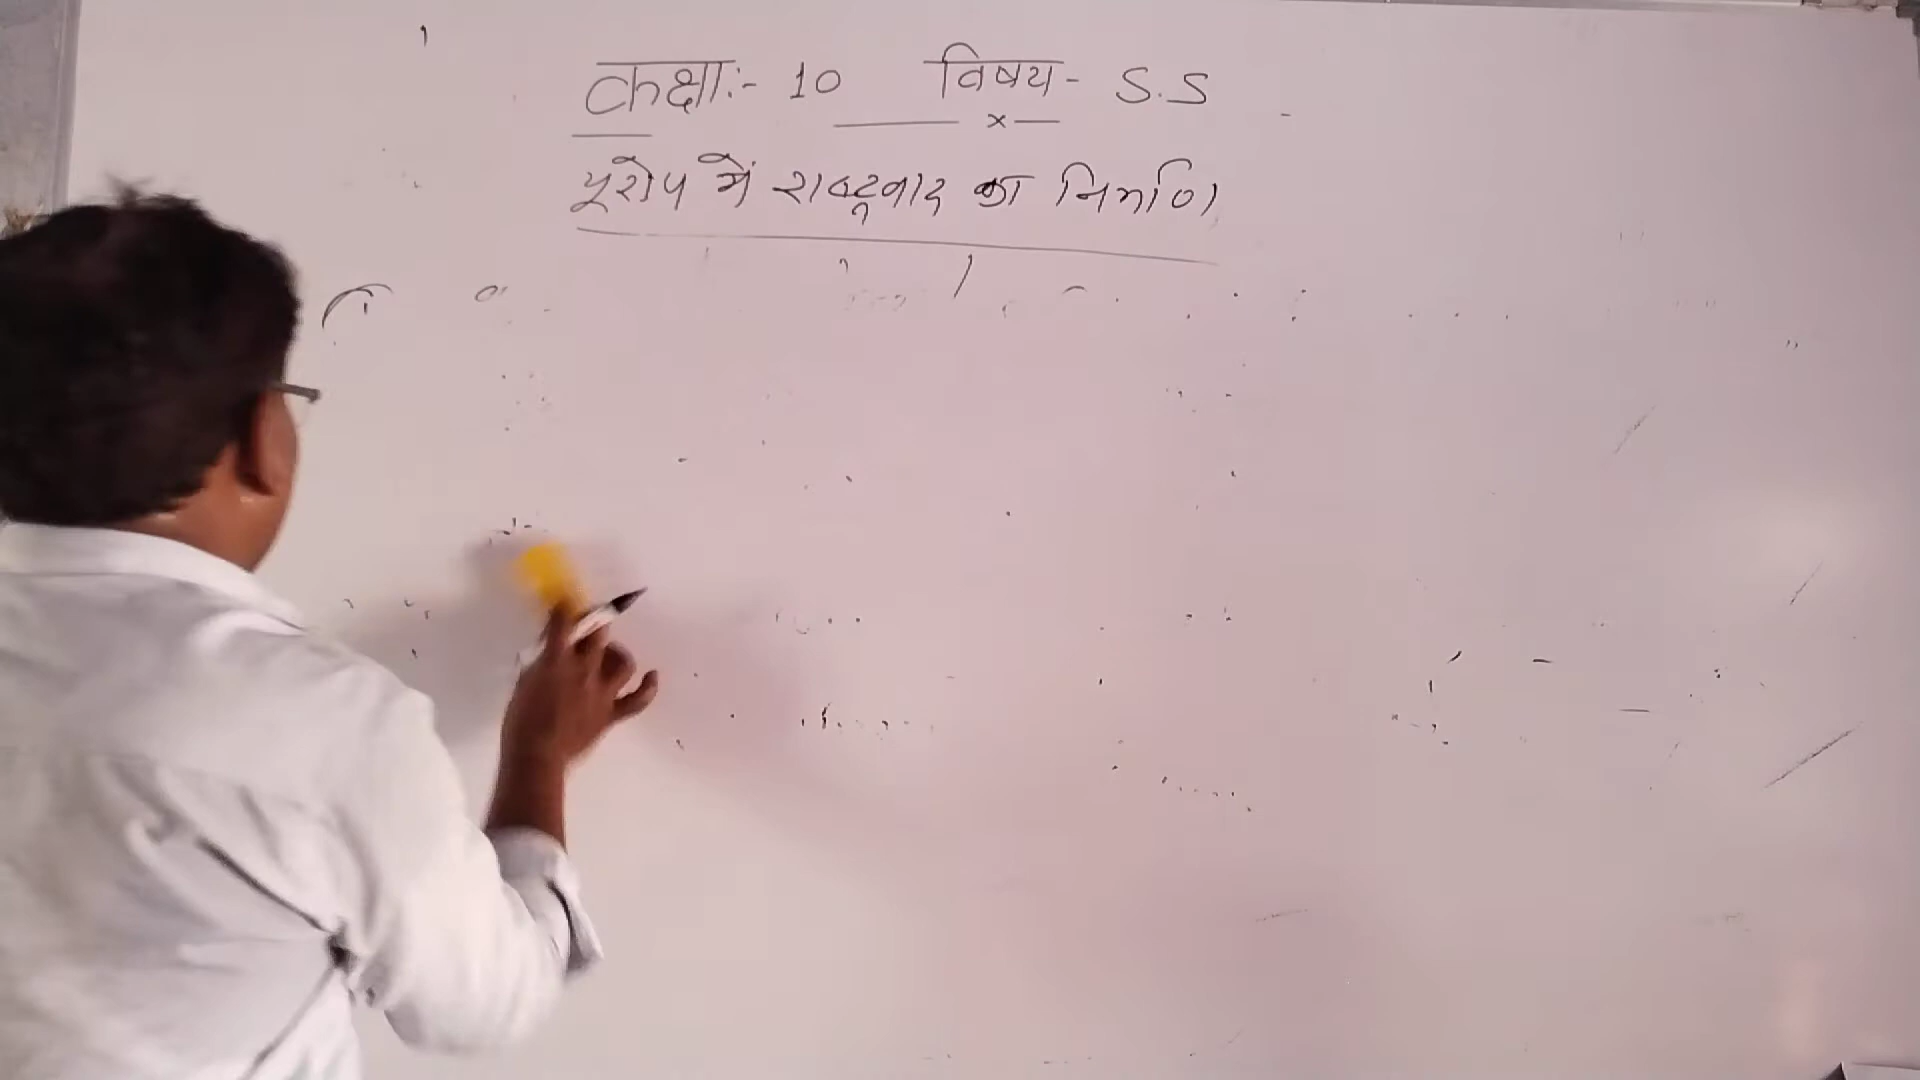 कक्षा:- 10 विषय- S.S
यूरोप में राष्ट्रवाद का निर्माण